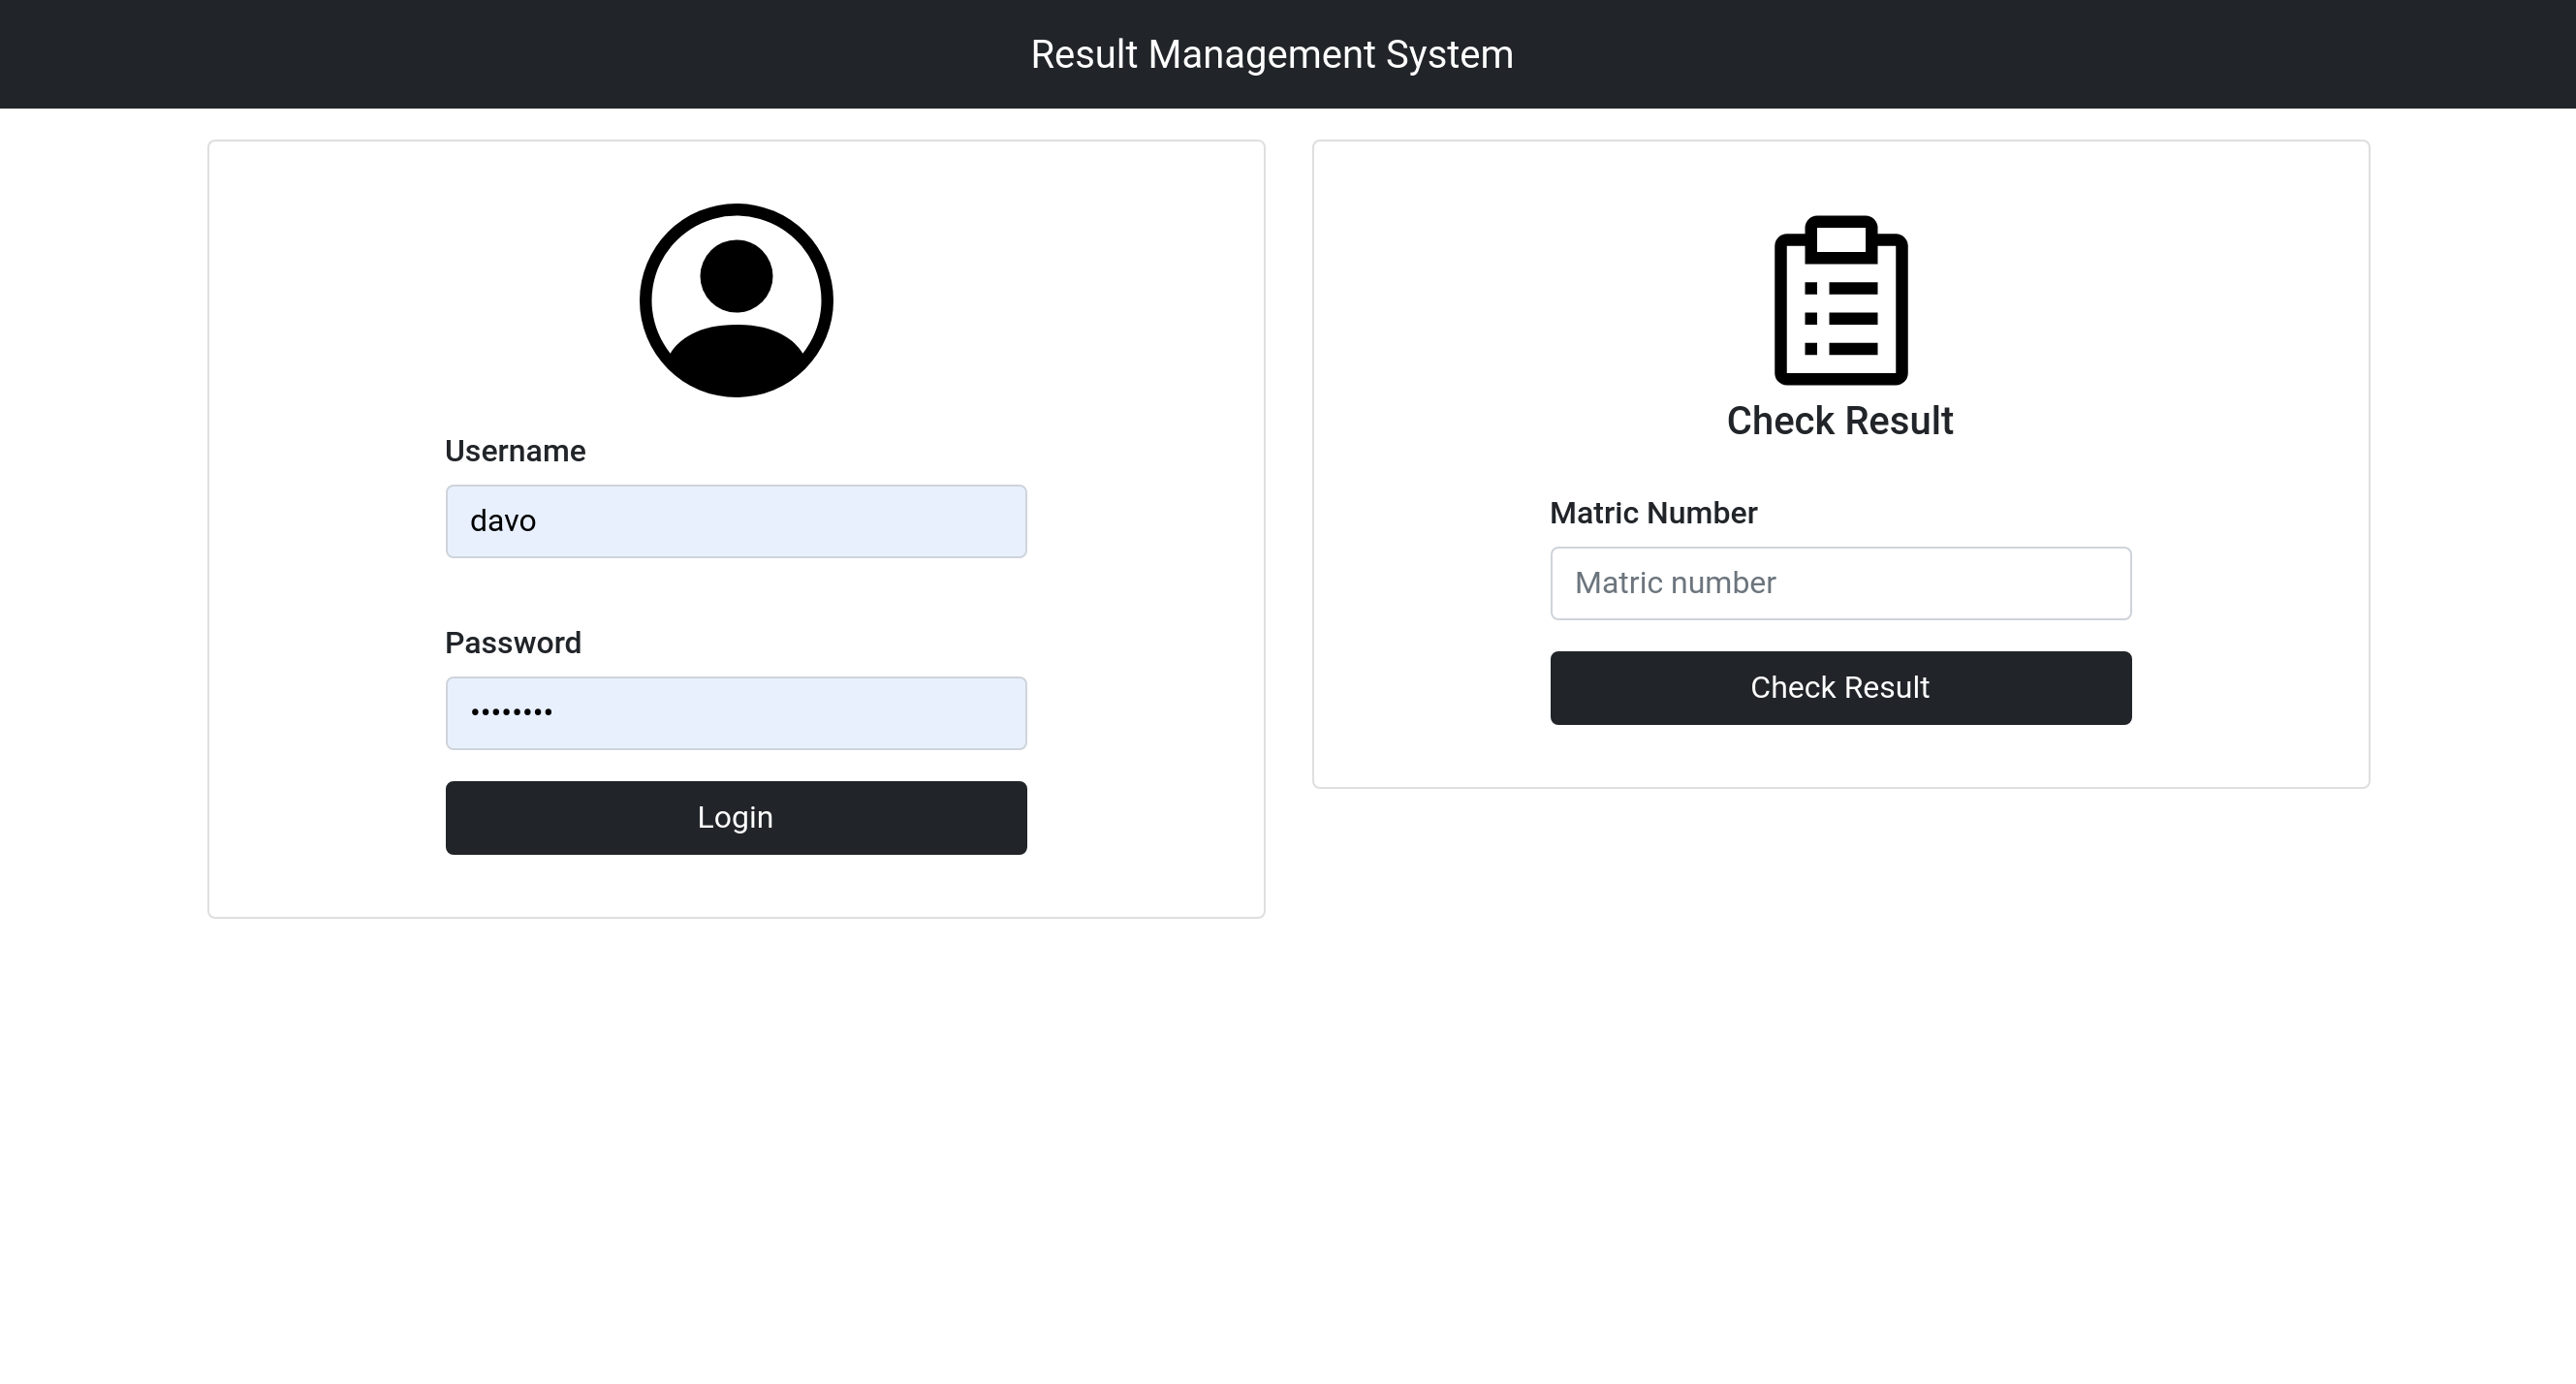 Result Management System
Username
davo
Password
••••••••
Login
Check Result
Matric Number
Matric number
Check Result